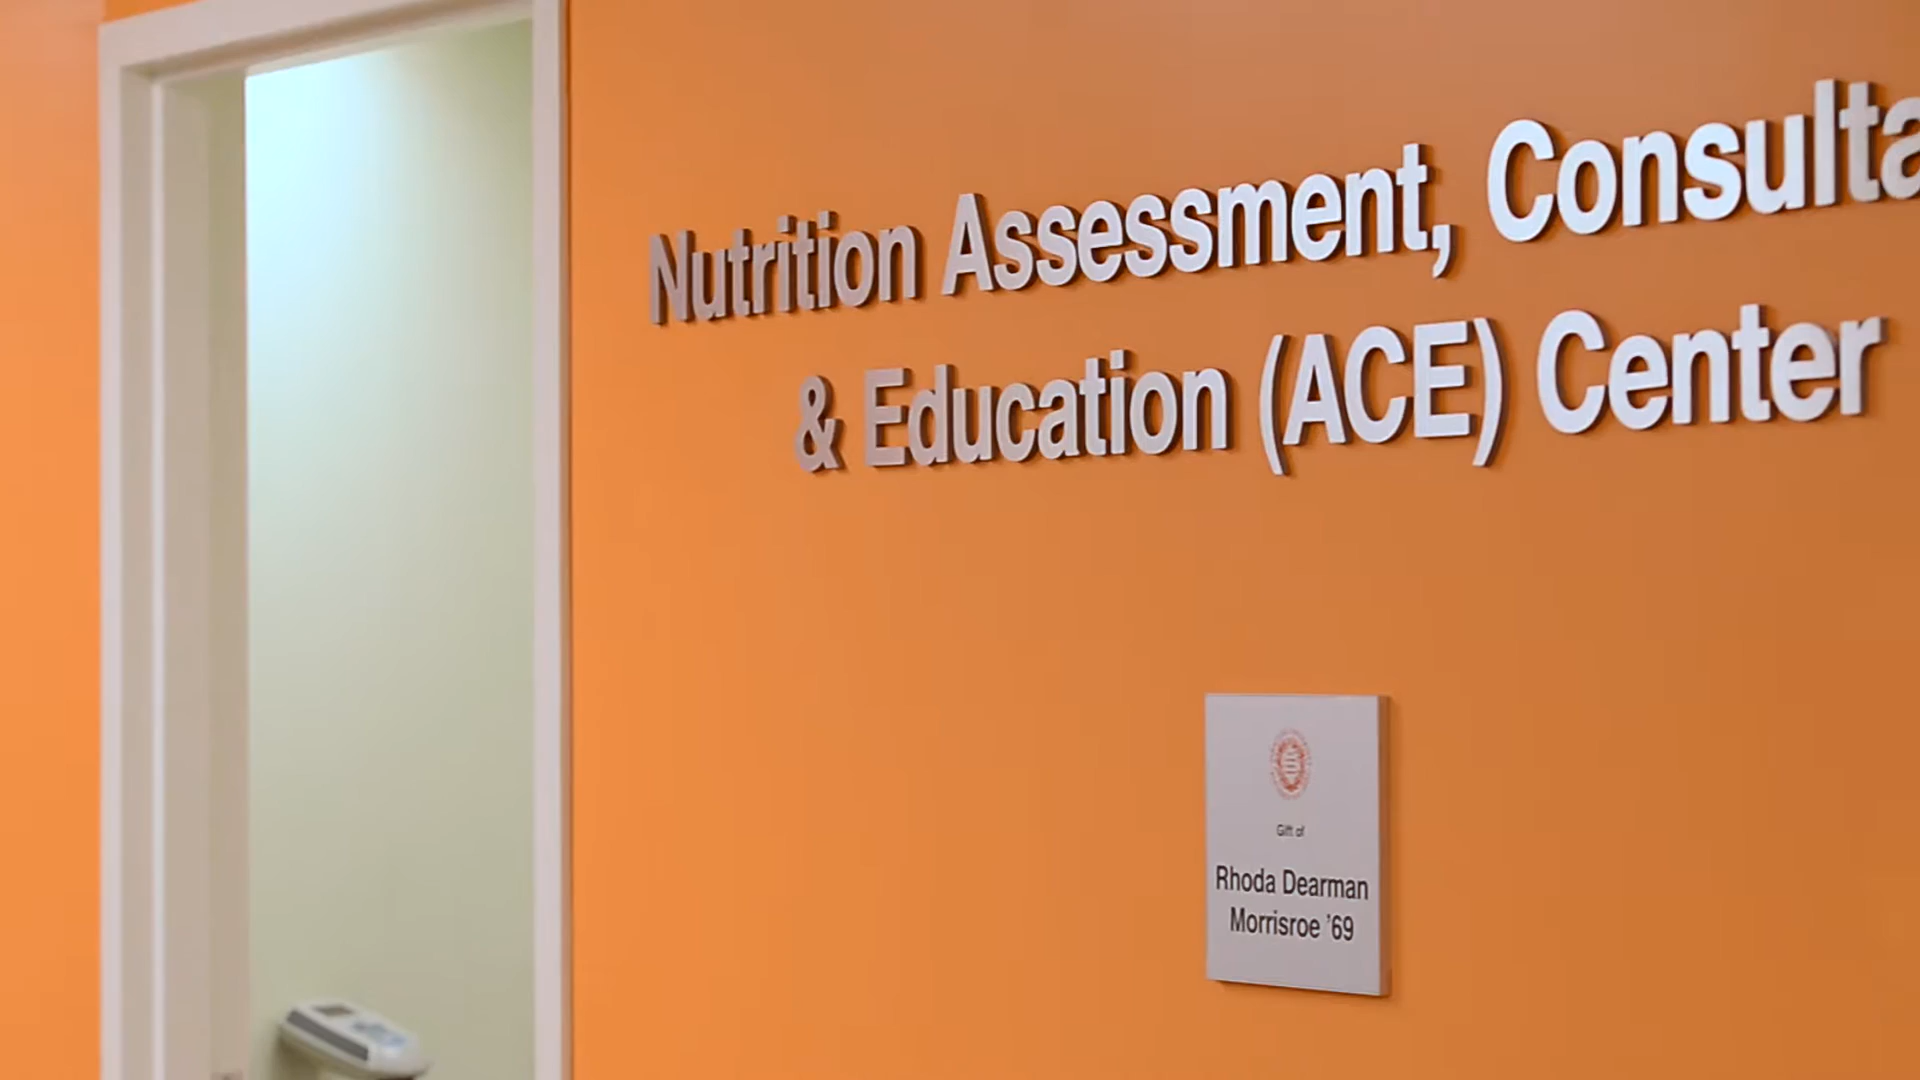 Nutrition Assessment, Consulta
& Education (ACE) Center
Gift of
Rhoda Dearman
Morrisroe ’69